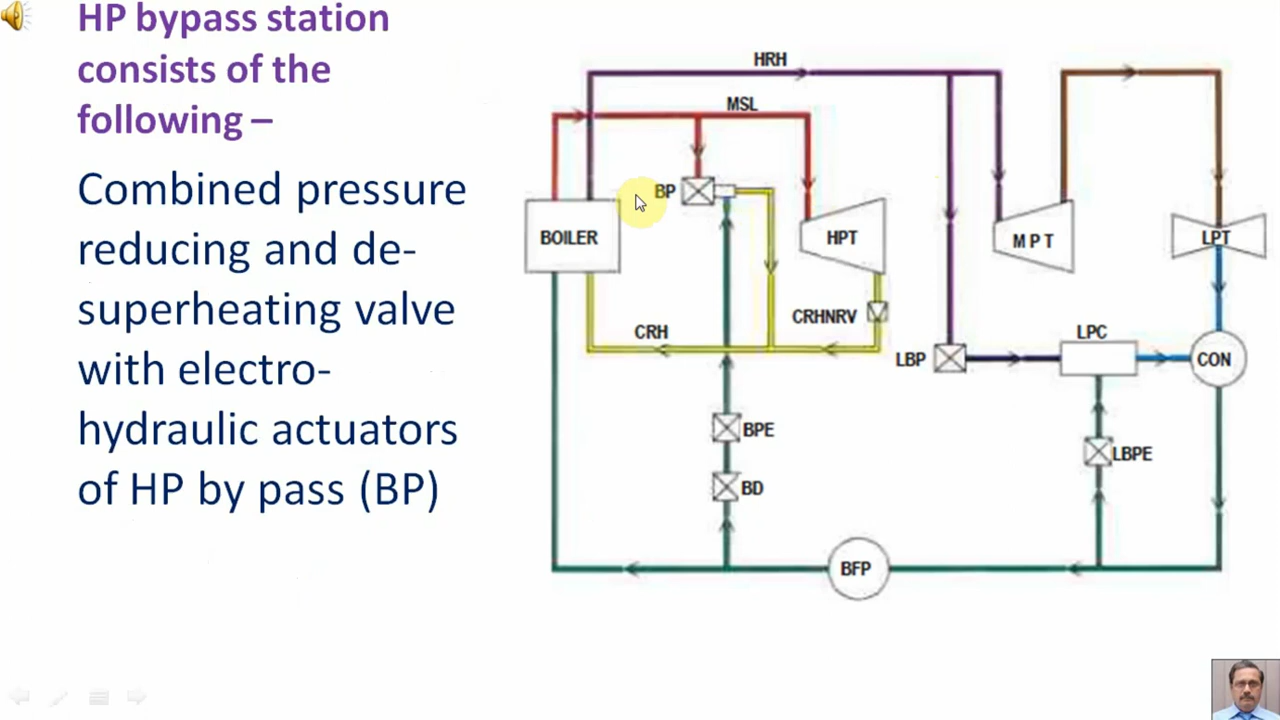 HP bypass station
consists of the
following –
Combined pressure
reducing and de-
superheating valve
with electro-
hydraulic actuators
of HP by pass (BP)
HRH
MSL
BP
BOILER
HPT
M P T
LPT
CRHNRV
CRH
LPC
LBP
CON
BPE
LBPE
BD
BFP